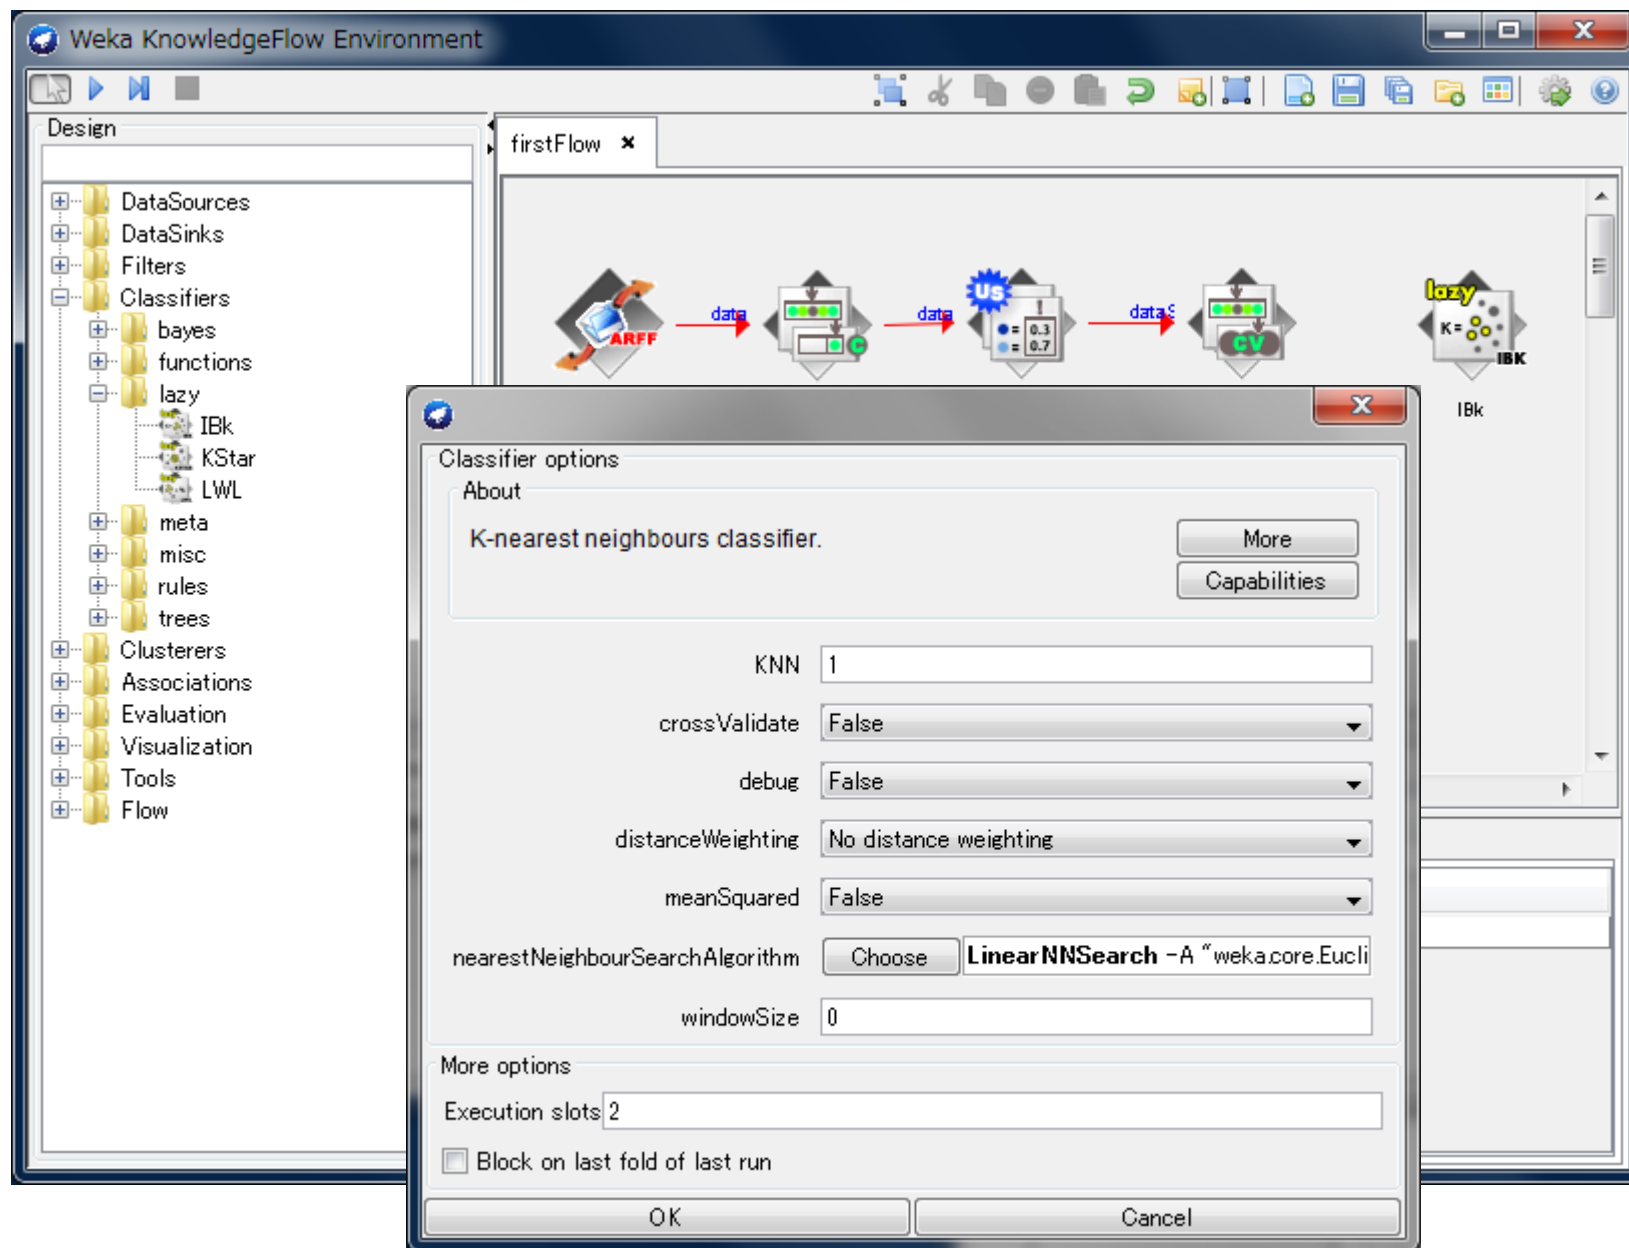 Weka KnowledgeFlow Environment
Design
firstFlow
DataSources
DataSinks
Filters
Classifiers
bayes
functions
lazy
IBk
KStar
LWL
meta
misc
rules
trees
Clusterers
Associations
Evaluation
Visualization
Tools
Flow
ARFF
data
C
data
US
! 
= 0.3
= 0.7
dataS
CV
lazy
K=
IBK
IBk
Classifier options
About
K-nearest neighbours classifier.
More
Capabilities
KNN 1
crossValidate False
debug False
distanceWeighting No distance weighting
meanSquared False
nearestNeighbourSearchAlgorithm Choose LinearNNSearch -A "weka.core.Eucli
windowSize 0
More options
Execution slots 2
Block on last fold of last run
OK Cancel